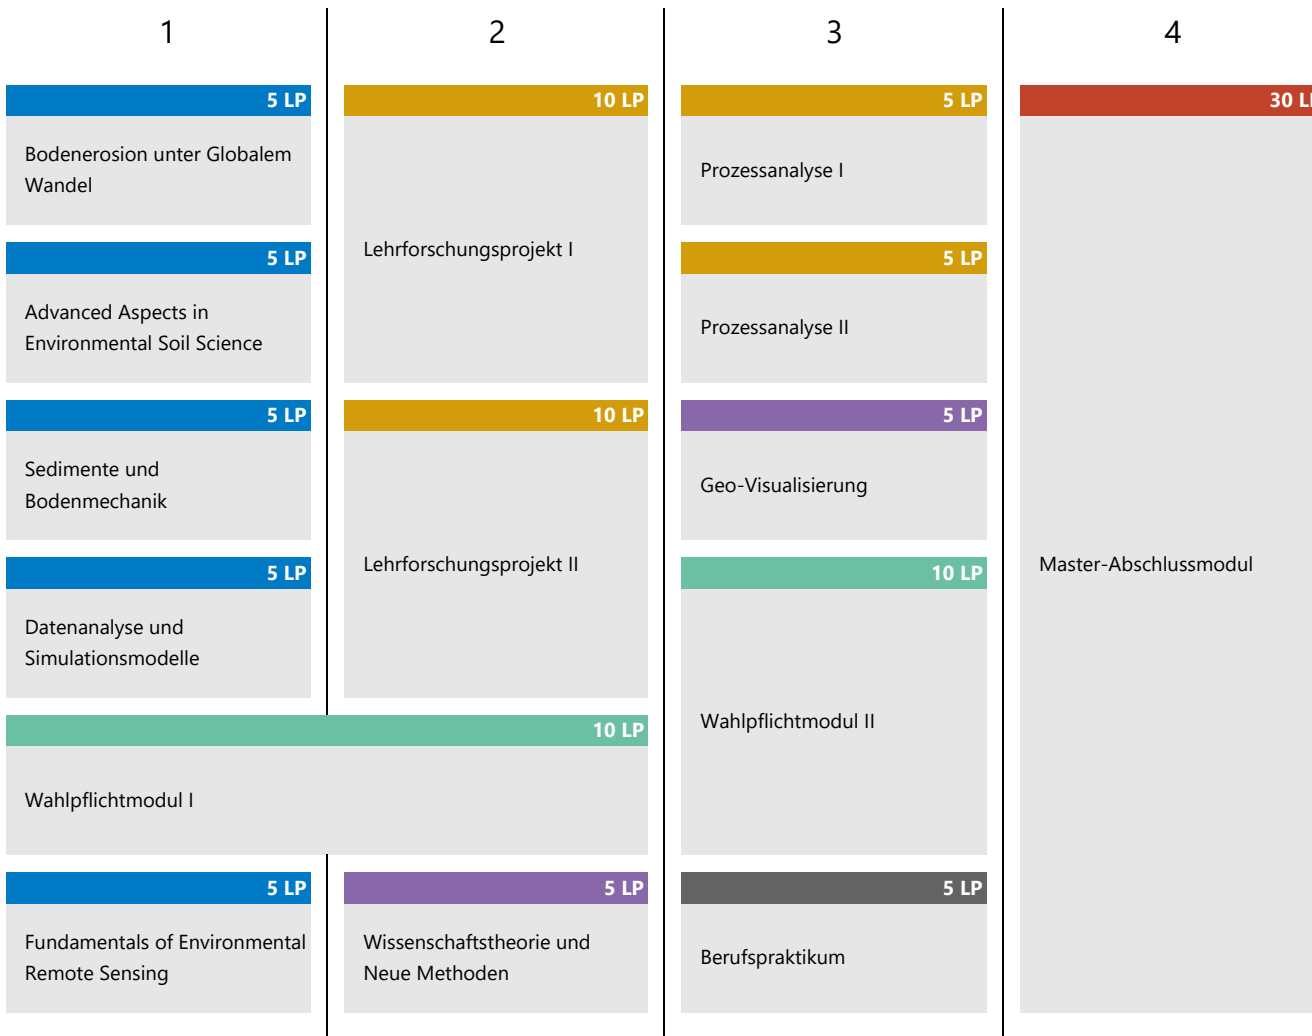 1
2
3
4
5 LP
Bodenerosion unter Globalem
Wandel
5 LP
Advanced Aspects in
Environmental Soil Science
5 LP
Sedimente und
Bodenmechanik
5 LP
Datenanalyse und
Simulationsmodelle
10 LP
Wahlpflichtmodul I
5 LP
Fundamentals of Environmental
Remote Sensing
10 LP
Lehrforschungsprojekt I
10 LP
Lehrforschungsprojekt II
5 LP
Wissenschaftstheorie und
Neue Methoden
5 LP
Prozessanalyse I
5 LP
Prozessanalyse II
5 LP
Geo-Visualisierung
10 LP
Wahlpflichtmodul II
5 LP
Berufspraktikum
30 LP
Master-Abschlussmodul